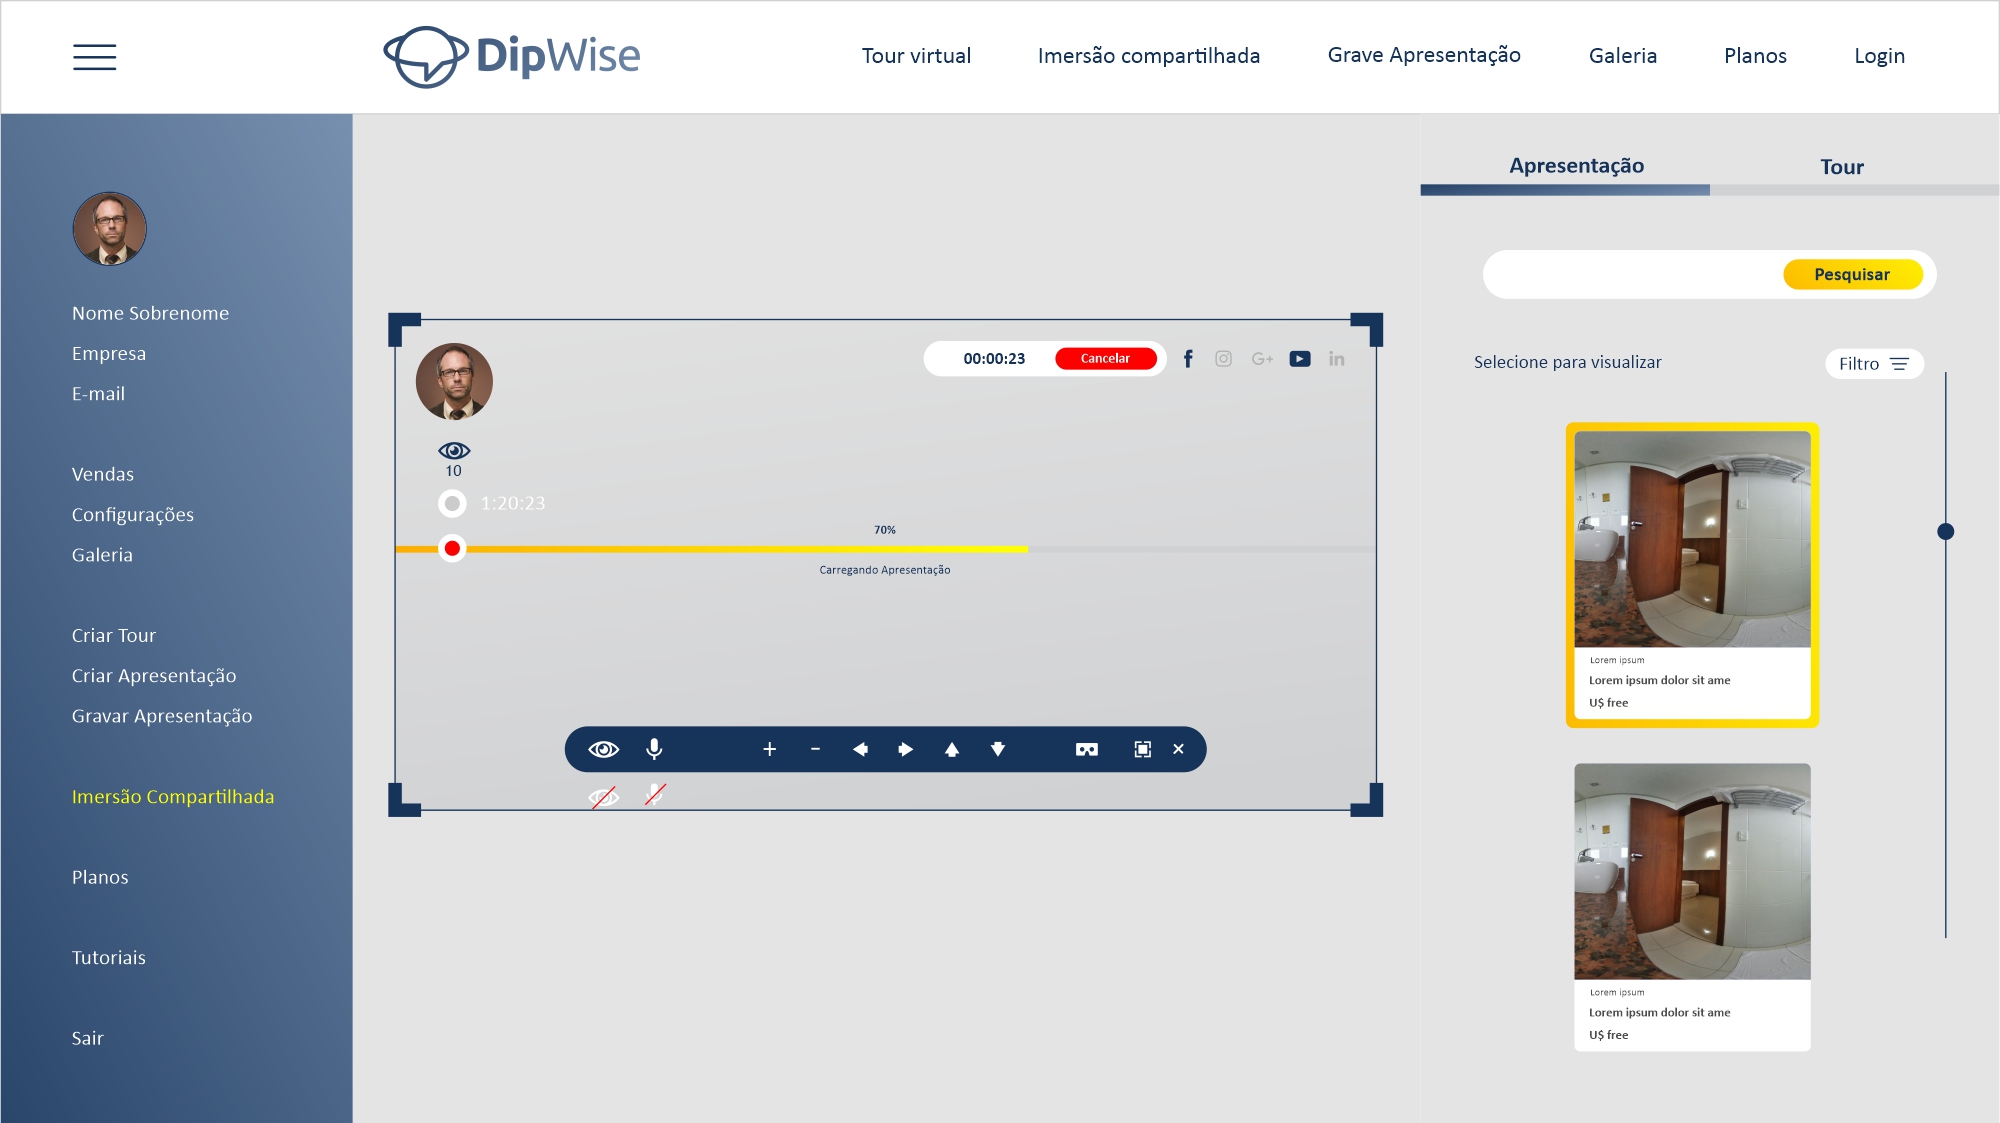 DipWise
Tour virtual
Imersão compartilhada
Grave Apresentação
Galeria
Planos
Login
Nome Sobrenome
Empresa
E-mail
Vendas
Configurações
Galeria
Criar Tour
Criar Apresentação
Gravar Apresentação
Imersão Compartilhada
Planos
Tutoriais
Sair
00:00:23
Cancelar
f
G+
in
10
1:20:23
70%
Carregando Apresentação
Apresentação
Tour
Pesquisar
Selecione para visualizar
Filtro
Lorem ipsum
Lorem ipsum dolor sit ame
U$ free
Lorem ipsum
Lorem ipsum dolor sit ame
U$ free